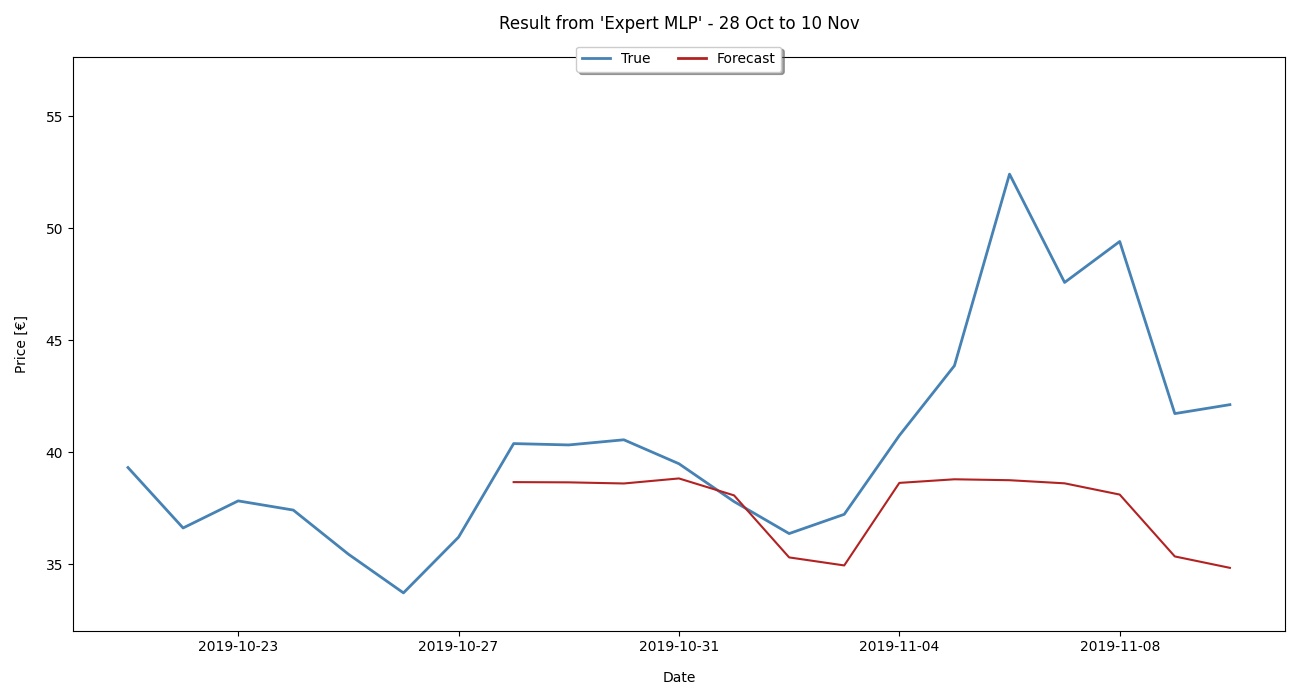 Result from 'Expert MLP' - 28 Oct to 10 Nov
True Forecast
55
50
45
40
35
Price [€]
2019-10-23 2019-10-27 2019-10-31 2019-11-04 2019-11-08
Date